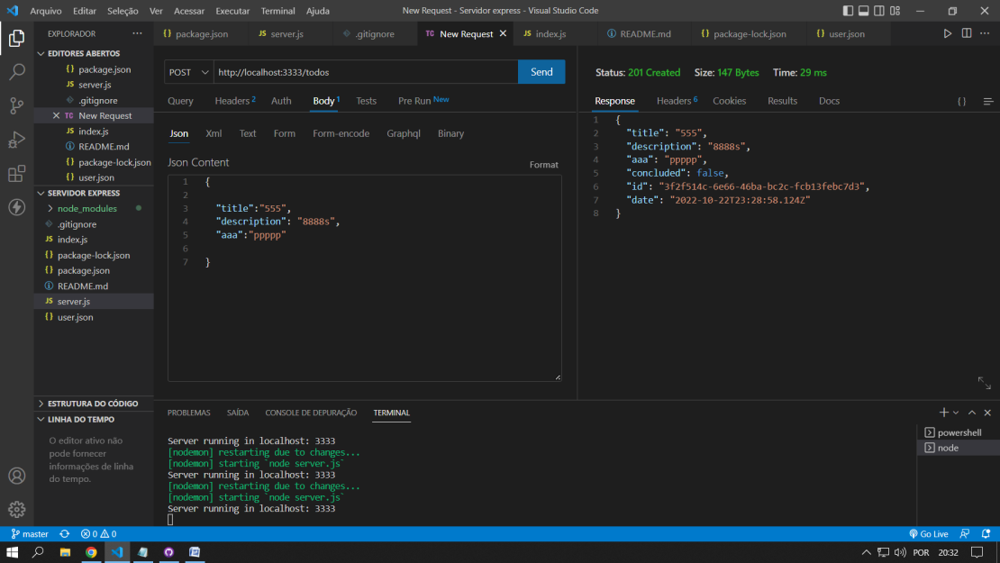 Arquivo Editar Seleção Ver Acessar Executar Terminal Ajuda
New Request - Servidor express - Visual Studio Code
EXPLORADOR
EDITORES ABERTOS
{} package.json
JS server.js
.gitignore
TC New Request
JS index.js
README.md
{} package-lock.json
{} user.json
SERVIDOR EXPRESS
node_modules
.gitignore
JS index.js
{} package-lock.json
{} package.json
README.md
JS server.js
{} user.json
ESTRUTURA DO CÓDIGO
LINHA DO TEMPO
O editor ativo não
pode fornecer
informações de linha
do tempo.
{} package.json JS server.js .gitignore TC New Request JS index.js README.md {} package-lock.json {} user.json
POST http://localhost:3333/todos Send
Query Headers 2 Auth Body 1 Tests Pre Run New
Json Xml Text Form Form-encode Graphql Binary
Json Content
Format
1 {
2
3 "title":"555",
4 "description": "8888s",
5 "aaa":"ppppp"
6
7 }
Status: 201 Created Size: 147 Bytes Time: 29 ms
Response Headers 6 Cookies Results Docs {}
1 {
2 "title": "555",
3 "description": "8888s",
4 "aaa": "ppppp",
5 "concluded": false,
6 "id": "3f2f514c-6e66-46ba-bc2c-fcb13febc7d3",
7 "date": "2022-10-22T23:28:58.124Z"
8 }
PROBLEMAS SAÍDA CONSOLE DE DEPURAÇÃO TERMINAL
Server running in localhost: 3333
[nodemon] restarting due to changes...
[nodemon] starting `node server.js`
Server running in localhost: 3333
[nodemon] restarting due to changes...
[nodemon] starting `node server.js`
Server running in localhost: 3333
powershell
node
master 0 0 Go Live
POR 20:32